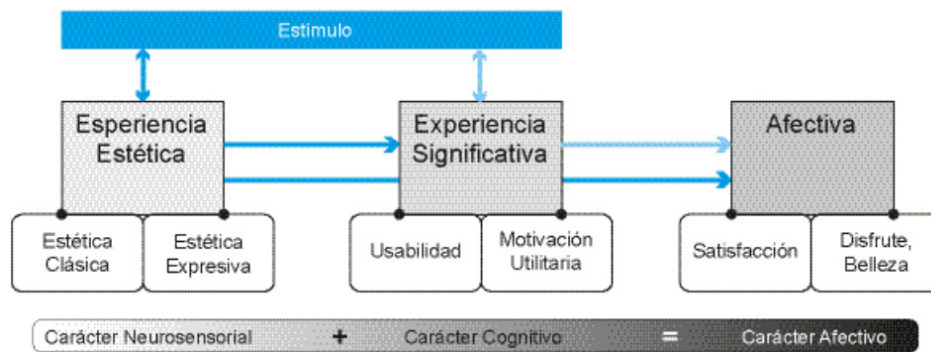 Estímulo
Esperiencia
Estética
Experiencia
Significativa
Afectiva
Estética
Clásica
Estética
Expresiva
Usabilidad
Motivación
Utilitaria
Satisfacción
Disfrute,
Belleza
Carácter Neurosensorial + Carácter Cognitivo = Carácter Afectivo